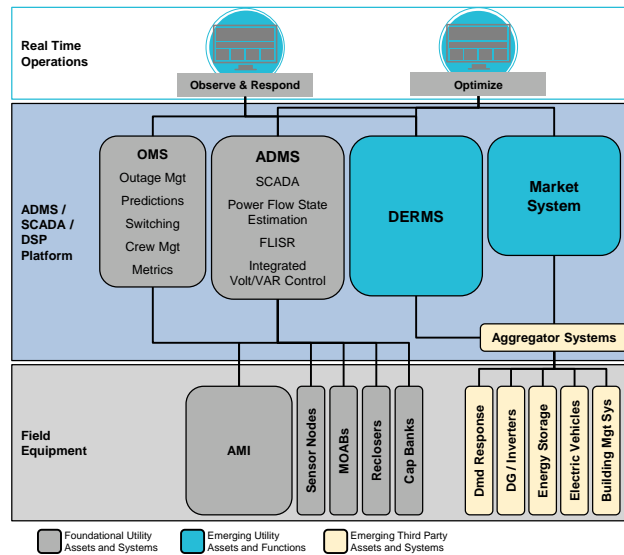 Real Time
Operations
Observe & Respond
Optimize
ADMS /
SCADA /
DSP
Platform
OMS
Outage Mgt
Predictions
Switching
Crew Mgt
Metrics
ADMS
SCADA
Power Flow State
Estimation
FLISR
Integrated
Volt/VAR Control
DERMS
Market
System
Aggregator Systems
Field
Equipment
AMI
Sensor Nodes
MOABs
Reclosers
Cap Banks
Dmd Response
DG / Inverters
Energy Storage
Electric Vehicles
Building Mgt Sys
Foundational Utility
Assets and Systems
Emerging Utility
Assets and Functions
Emerging Third Party
Assets and Systems